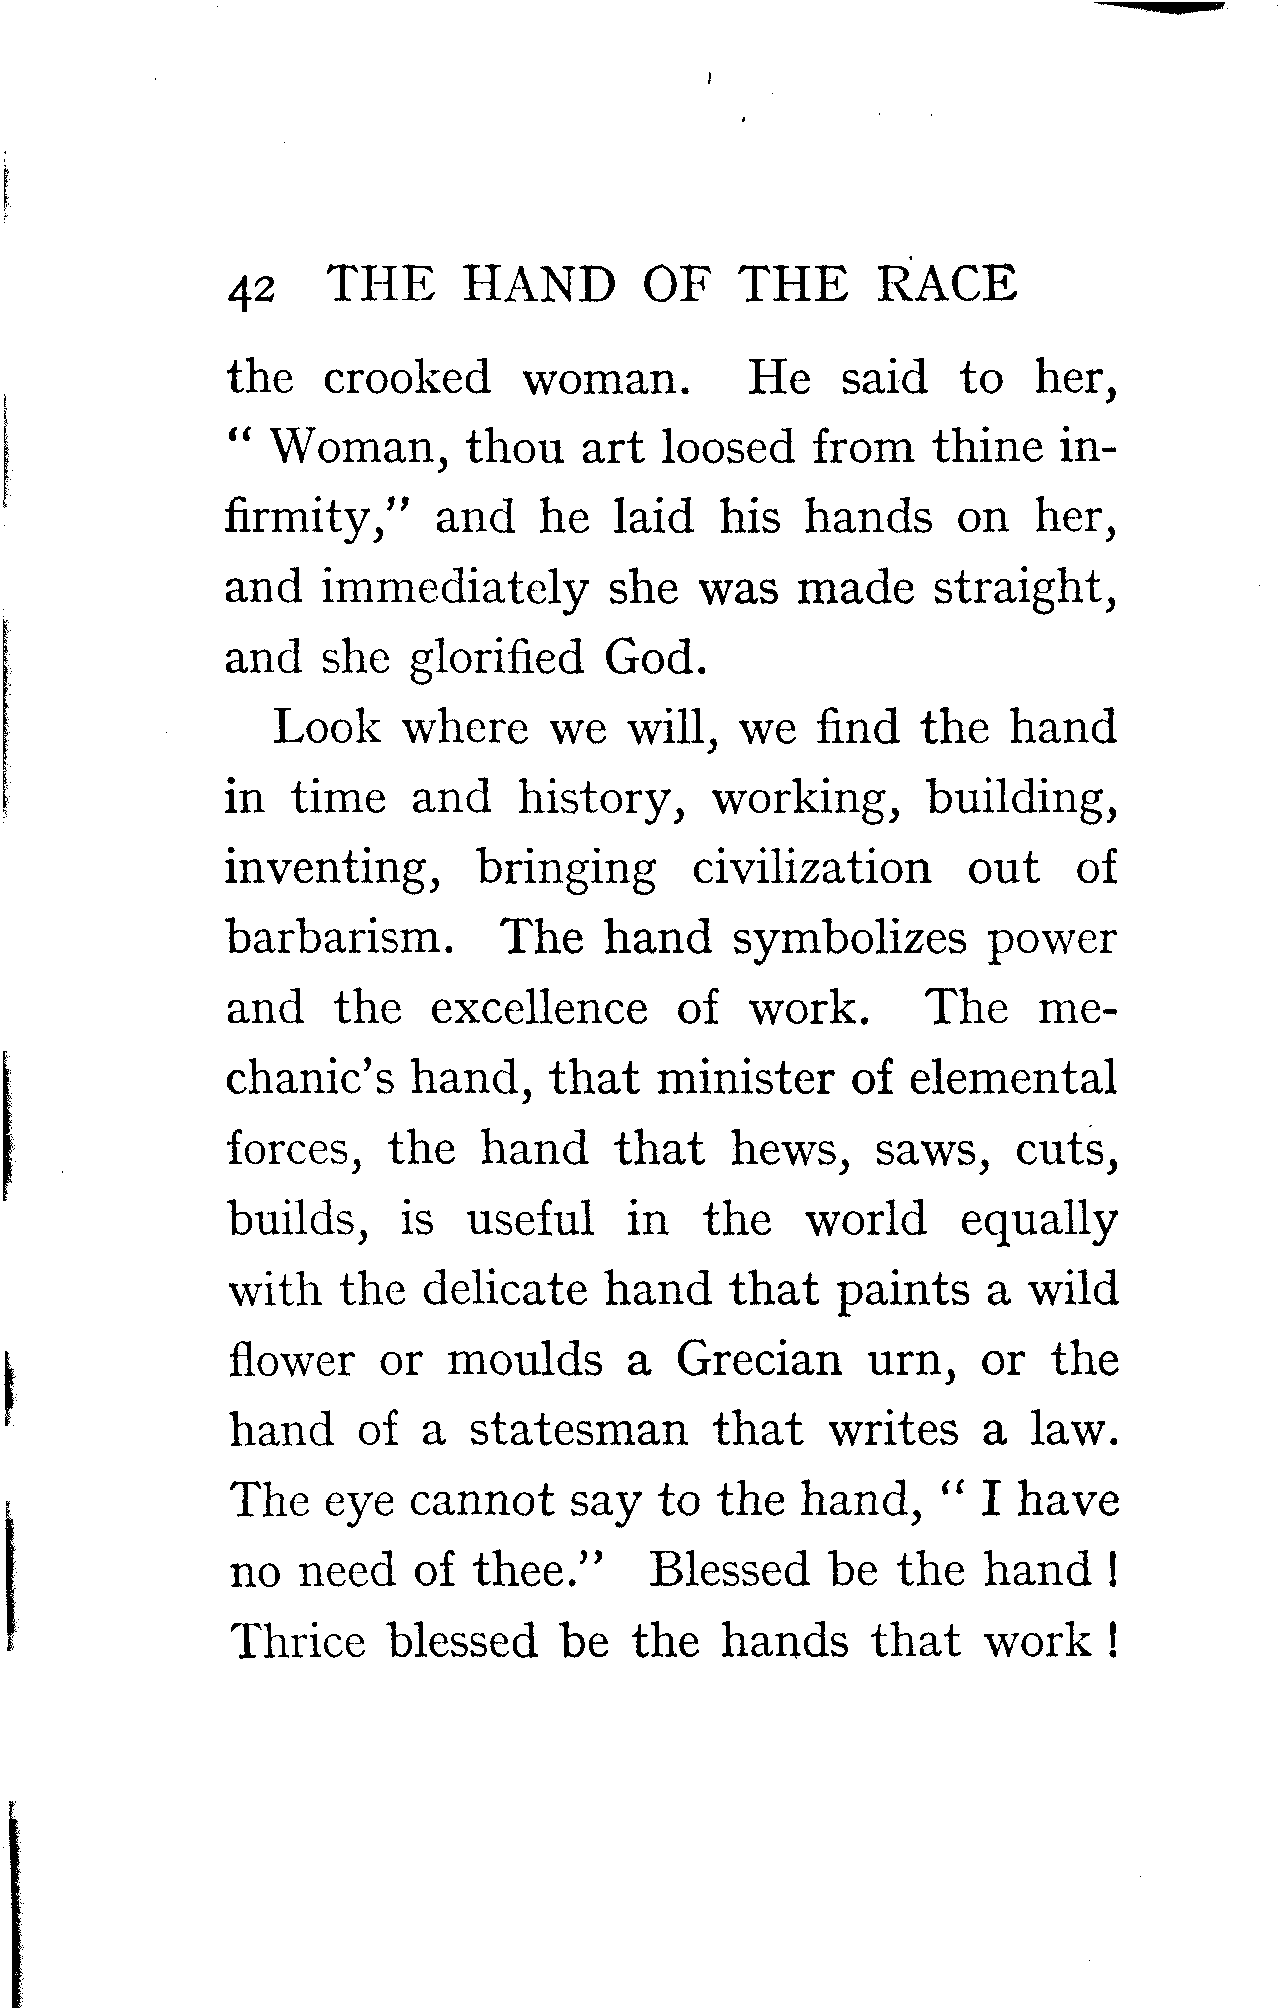 42 THE HAND OF THE RACE
the crooked woman. He said to her,
“ Woman, thou art loosed from thine in-
firmity,” and he laid his hands on her,
and immediately she was made straight,
and she glorified God.
Look where we will, we find the hand
in time and history, working, building,
inventing, bringing civilization out of
barbarism. The hand symbolizes power
and the excellence of work. The me-
chanic’s hand, that minister of elemental
forces, the hand that hews, saws, cuts,
builds, is useful in the world equally
with the delicate hand that paints a wild
flower or moulds a Grecian urn, or the
hand of a statesman that writes a law.
The eye cannot say to the hand, “ I have
no need of thee.” Blessed be the hand !
Thrice blessed be the hands that work !